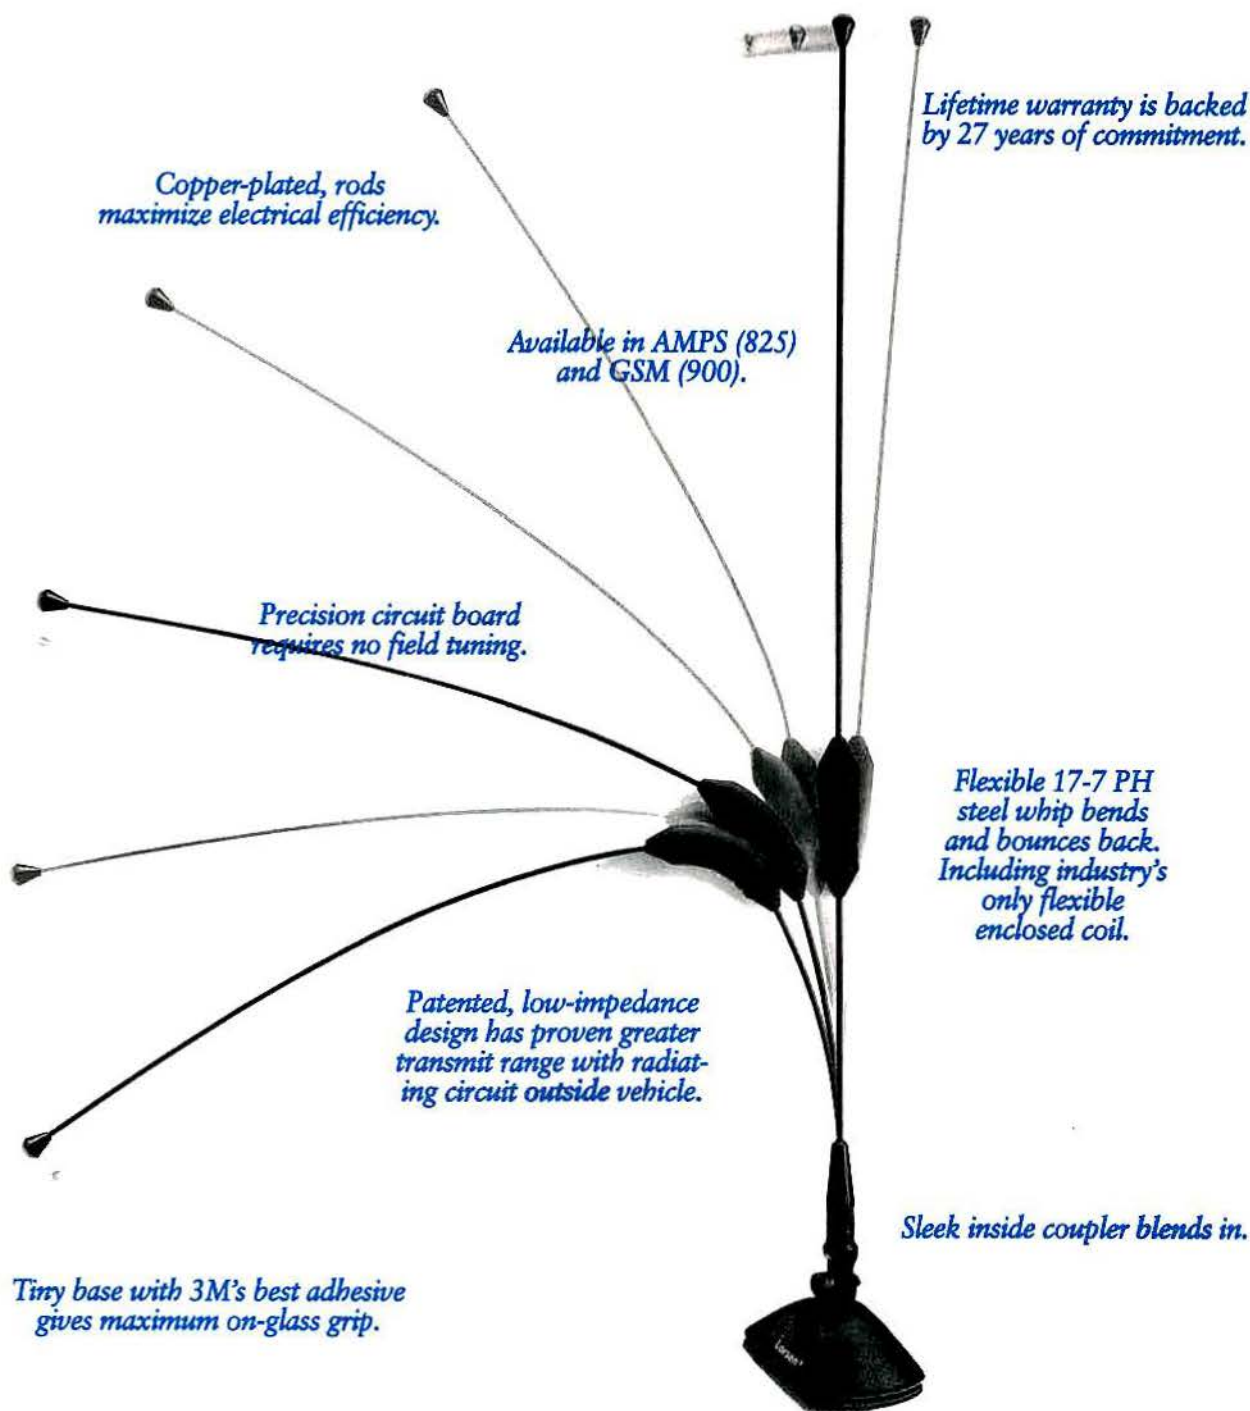 Lifetime warranty is backed
by 27 years of commitment.
Copper-plated, rods
maximize electrical efficiency.
Available in AMPS (825)
and GSM (900).
Precision circuit board
requires no field tuning.
Flexible 17-7 PH
steel whip bends
and bounces back.
Including industry's
only flexible
enclosed coil.
Patented, low-impedance
design has proven greater
transmit range with radiat-
ing circuit outside vehicle.
Sleek inside coupler blends in.
Tiny base with 3M's best adhesive
gives maximum on-glass grip.
Larsen